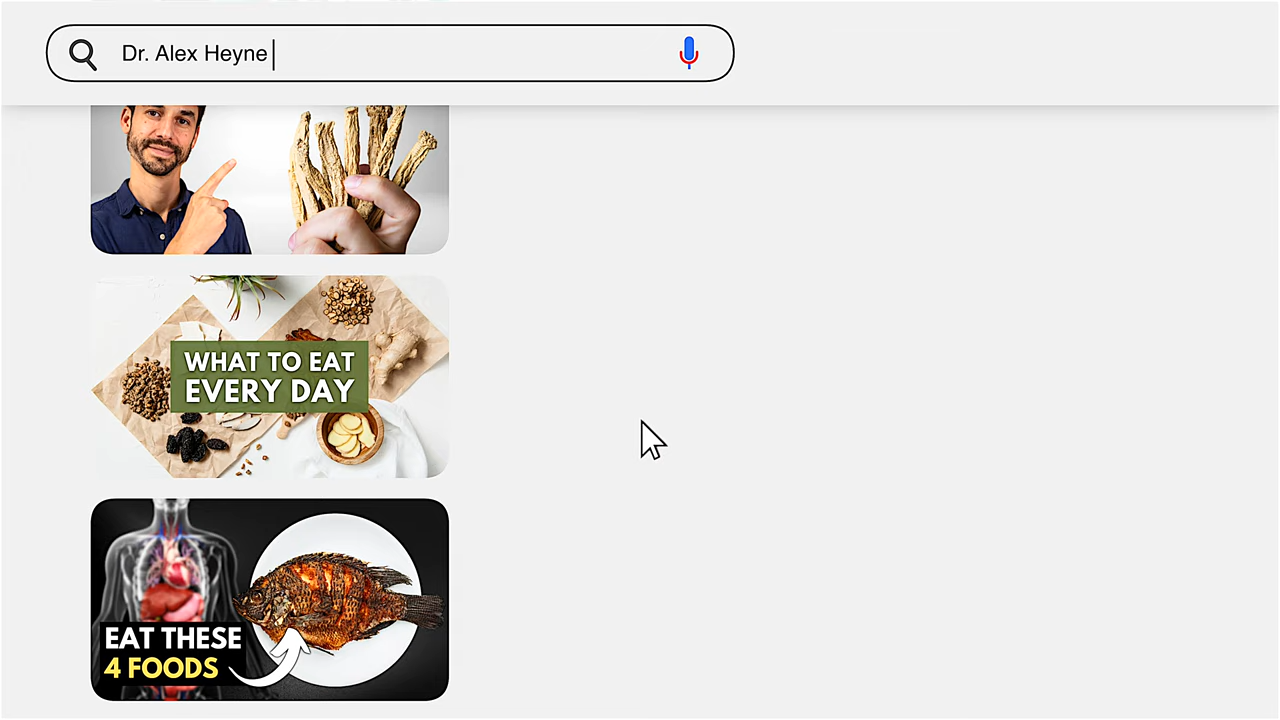 Dr. Alex Heyne
WHAT TO EAT
EVERY DAY
EAT THESE
4 FOODS